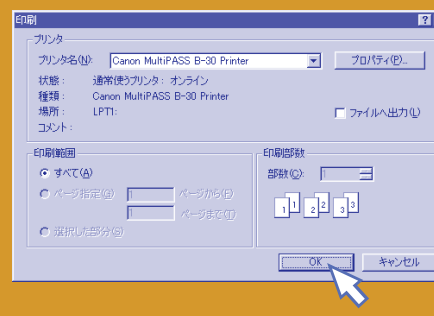 印刷
プリンタ
プリンタ名(N): Canon MultiPASS B-30 Printer プロパティ(P)...
状態: 通常使うプリンタ: オンライン
種類: Canon MultiPASS B-30 Printer
場所: LPT1: ファイルへ出力(L)
コメント:
印刷範囲
すべて(A)
ページ指定(G) 1 ページから(F)
1 ページまで(T)
選択した部分(S)
印刷部数
部数(C): 1
1 1 2 2 3 3
OK キャンセル